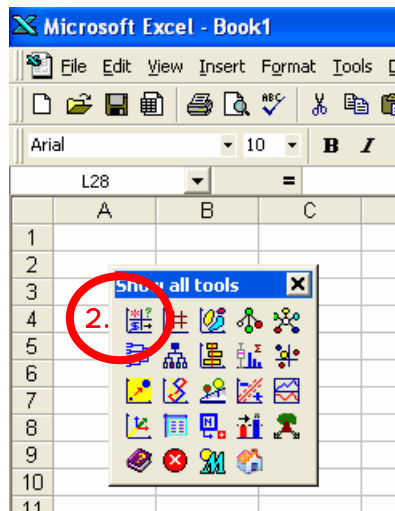 Microsoft Excel - Book1
File Edit View Insert Format Tools
ABC
Arial 10 B I
L28 =
A B C
1
2
3
Show all tools
4
2.
5
6
7
8
9
10
11